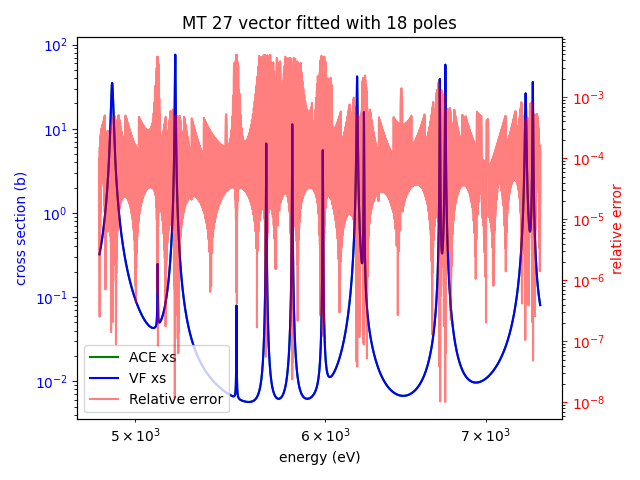 MT 27 vector fitted with 18 poles
10²
10¹
10⁰
10⁻¹
10⁻²
cross section (b)
10⁻³
10⁻⁴
10⁻⁵
10⁻⁶
10⁻⁷
10⁻⁸
relative error
ACE xs
VF xs
Relative error
5 × 10³ 6 × 10³ 7 × 10³
energy (eV)